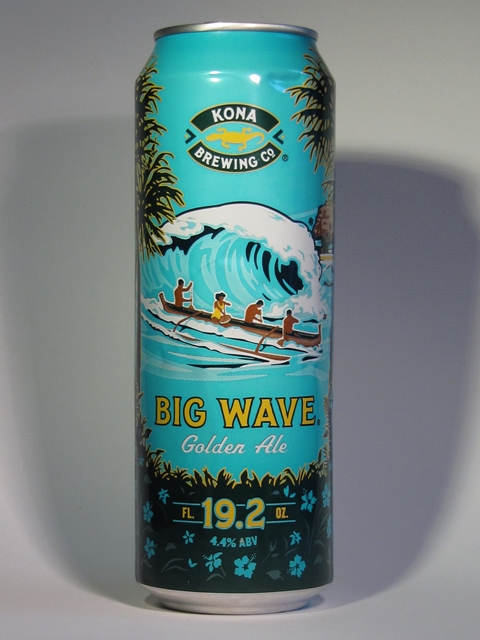 KONA
BREWING CO ®
BIG WAVE
Golden Ale
FL. 19.2 OZ.
4.4% ABV